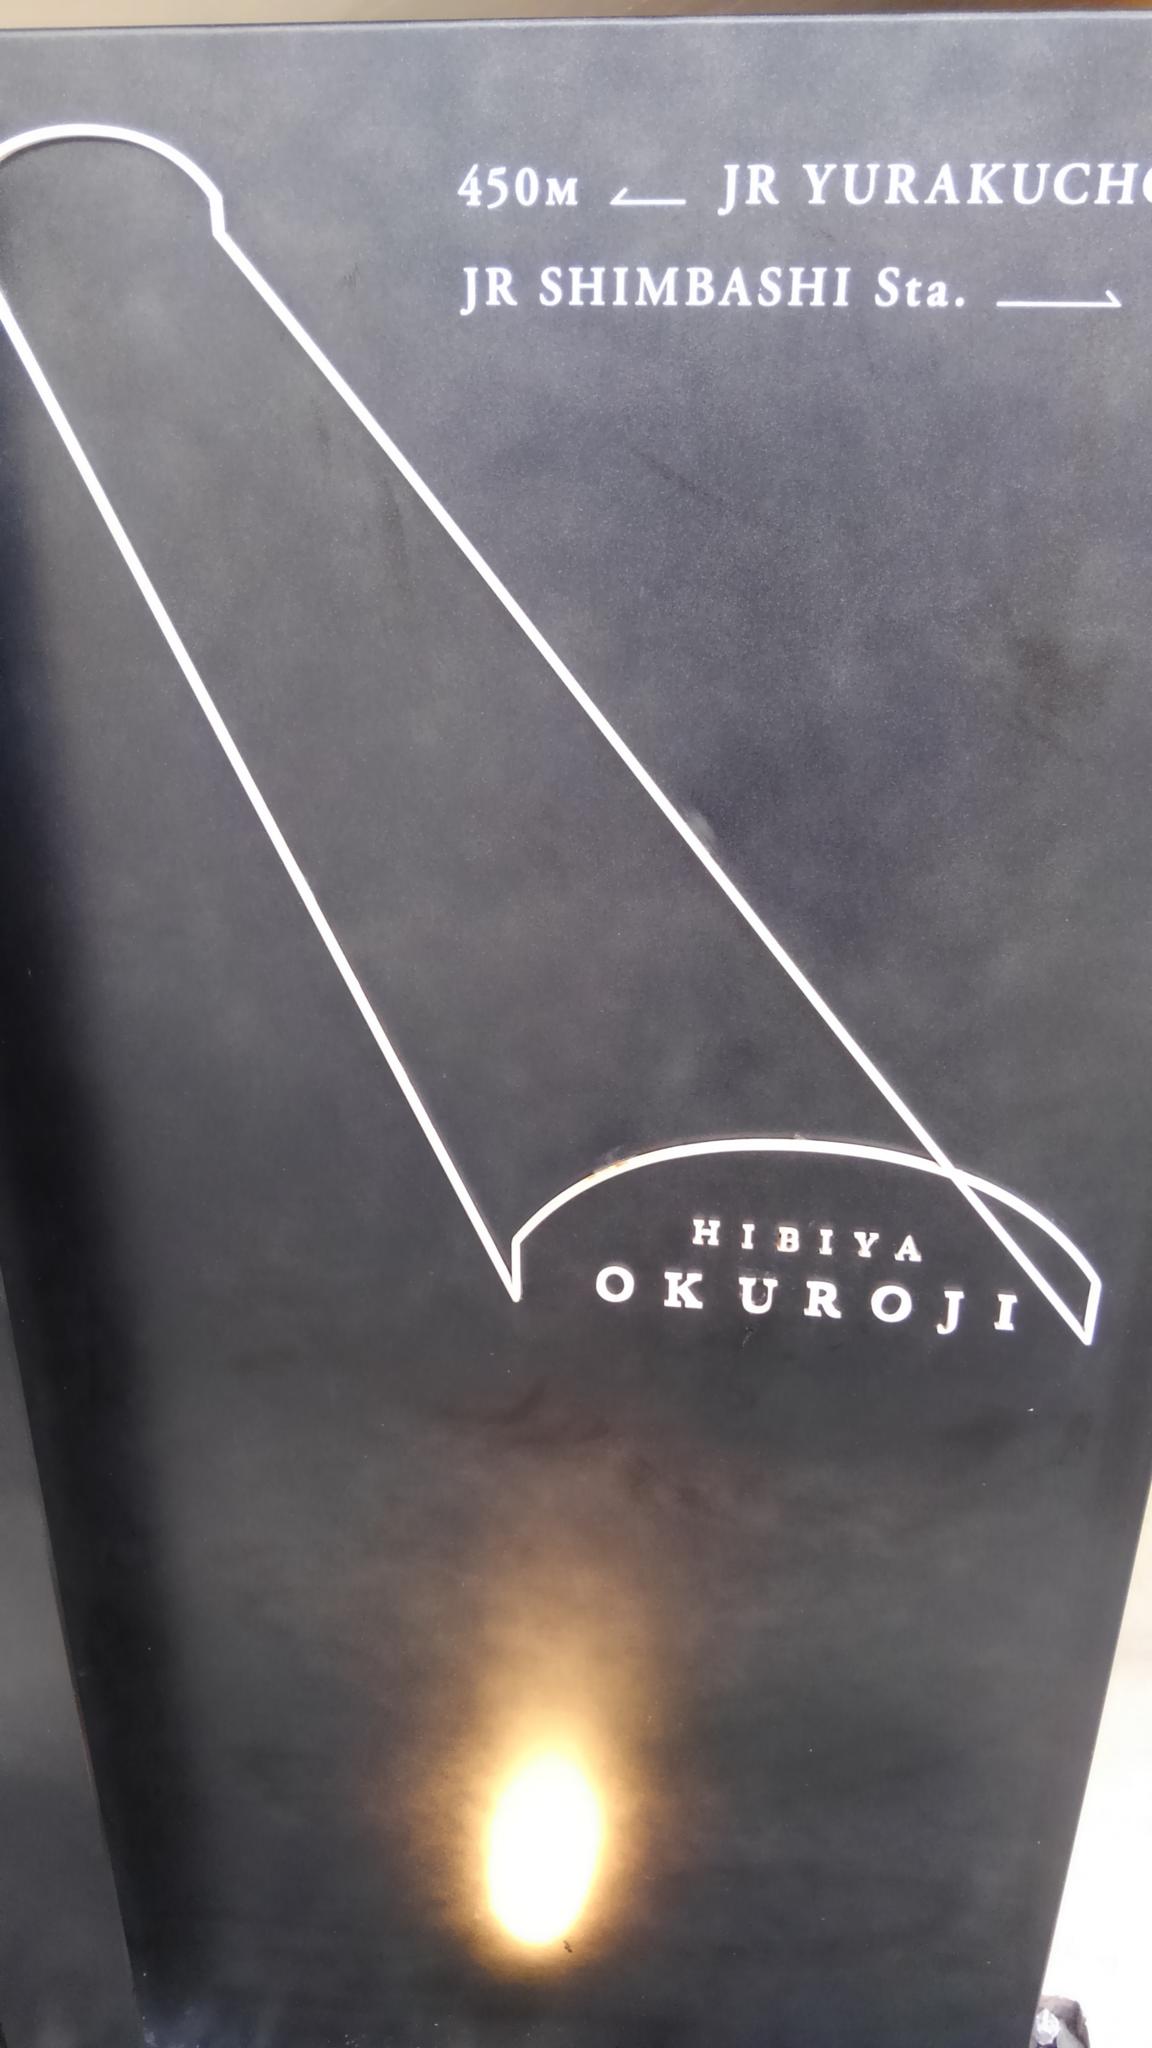 450M ← JR YURAKUCHO
JR SHIMBASHI Sta. →
HIBIYA
OKUROJI